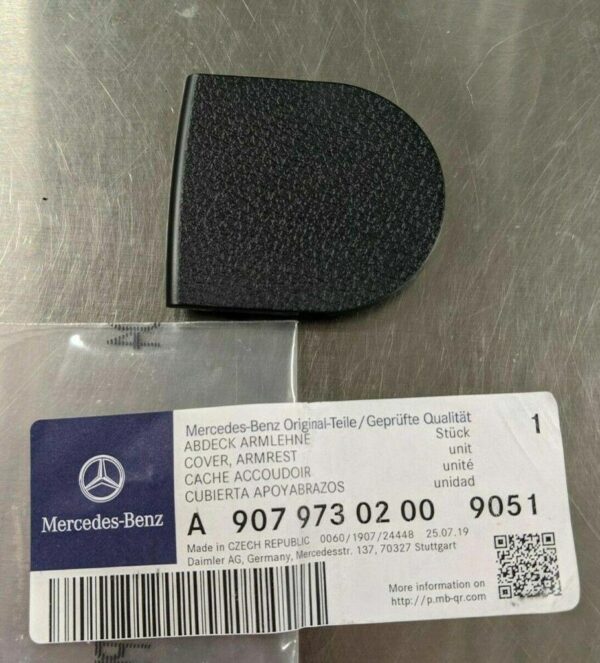 Mercedes-Benz Original-Teile/Geprüfte Qualität
ABDECK ARMLEHNE Stück 1
COVER, ARMREST unit
CACHE ACCOUDOIR unité
CUBIERTA APOYABRAZOS unidad
Mercedes-Benz
A 907 973 02 00 9051
Made in CZECH REPUBLIC 0060/1907/24448 25.07.19
Daimler AG, Germany, Mercedesstr. 137, 70327 Stuttgart
More information on
http://p.mb-qr.com